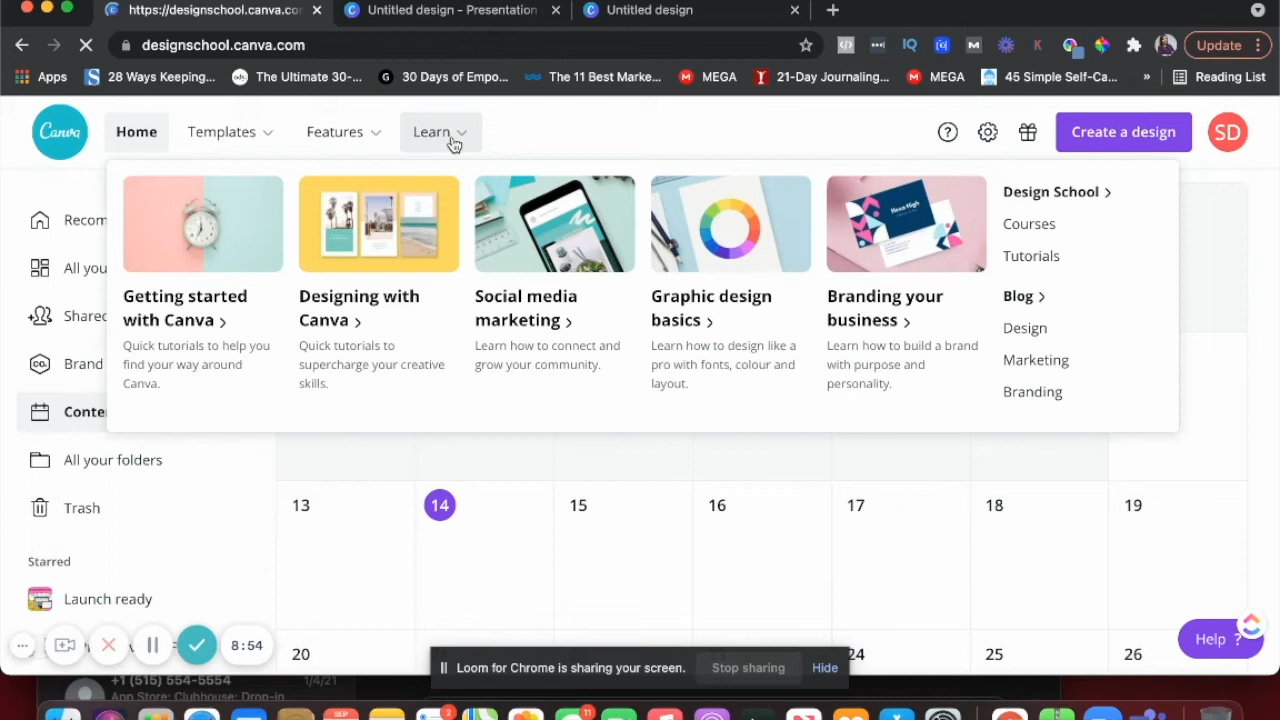 https://designschool.canva.co
Untitled design - Presentation
Untitled design
designschool.canva.com
Update
Apps
28 Ways Keeping...
The Ultimate 30-...
30 Days of Empo...
The 11 Best Marke...
MEGA
21-Day Journaling...
MEGA
45 Simple Self-Ca...
»
Reading List
Canva
Home
Templates
Features
Learn
Create a design
SD
Recom
All you
Shared
Brand
Conte
All your folders
Trash
Starred
Launch ready
Getting started
with Canva >
Quick tutorials to help you
find your way around
Canva.
Designing with
Canva >
Quick tutorials to
supercharge your creative
skills.
Social media
marketing >
Learn how to connect and
grow your community.
Graphic design
basics >
Learn how to design like a
pro with fonts, colour and
layout.
Branding your
business >
Learn how to build a brand
with purpose and
personality.
Design School >
Courses
Tutorials
Blog >
Design
Marketing
Branding
13
14
15
16
17
18
19
20
24
25
26
8:54
Loom for Chrome is sharing your screen.
Stop sharing
Hide
Help ?
+1 (515) 554-5554
1/4/21
App Store: Clubhouse: Drop-in
SEP
2
11